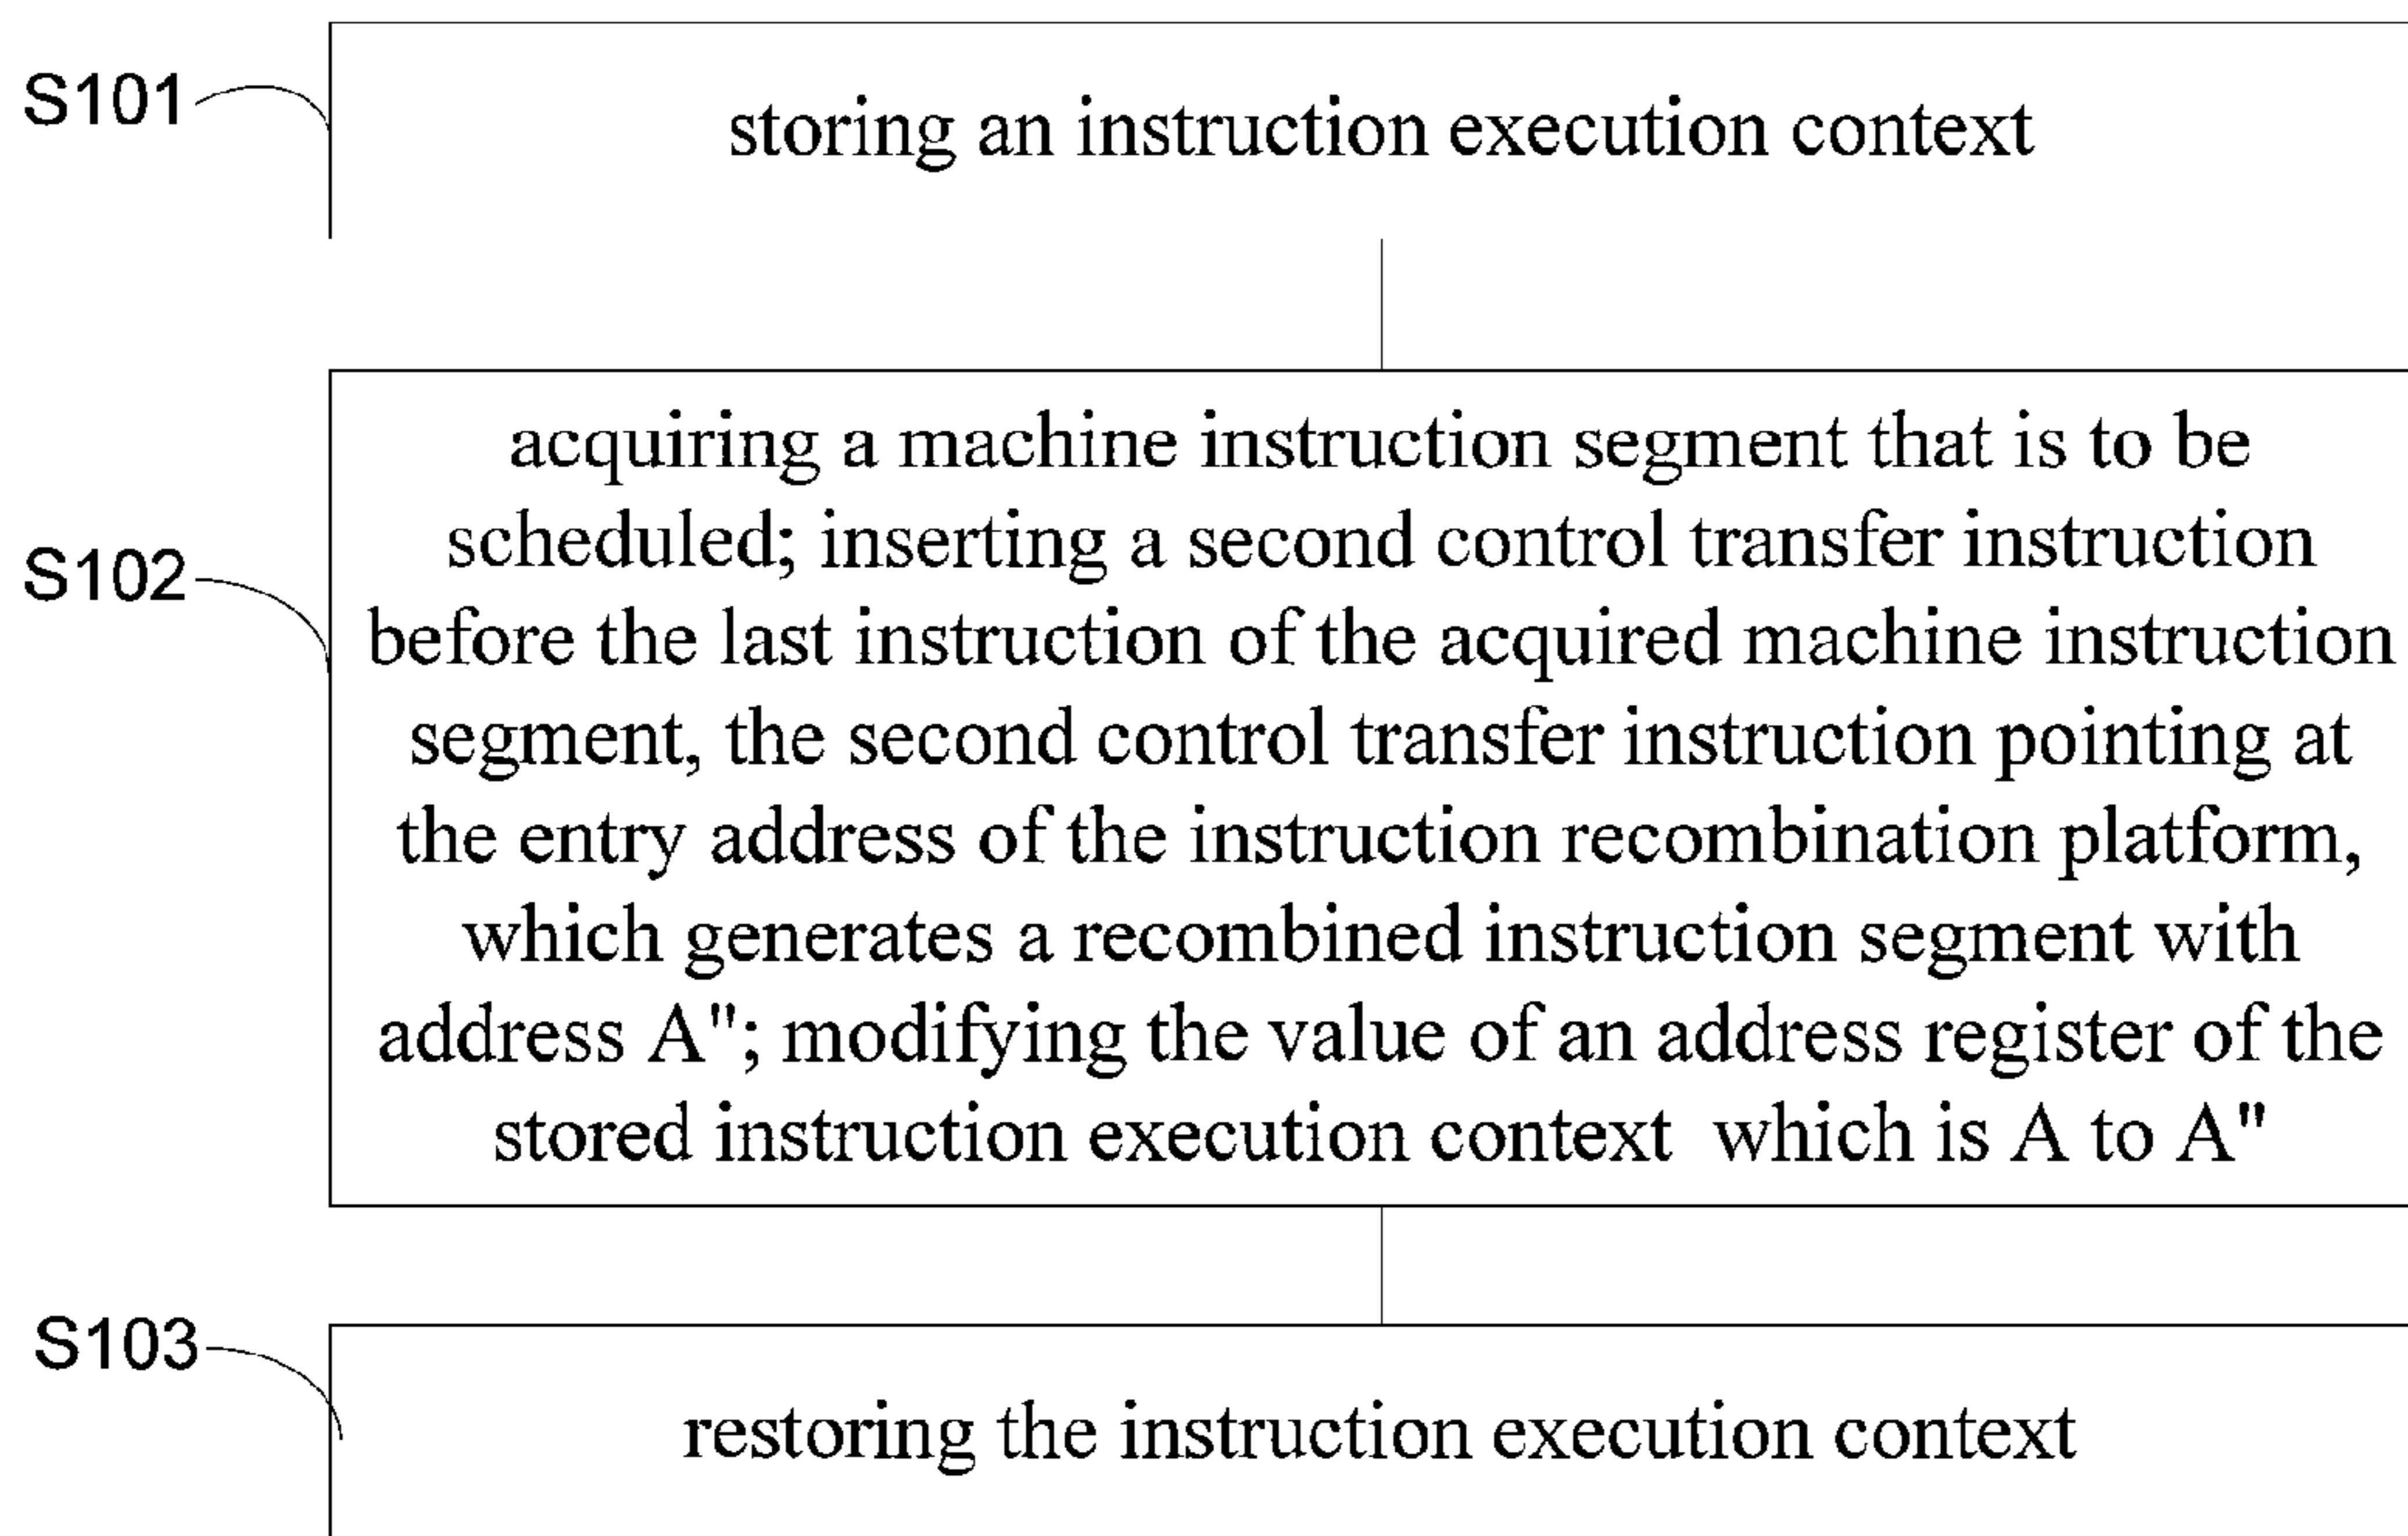 S101
storing an instruction execution context
S102
acquiring a machine instruction segment that is to be
scheduled; inserting a second control transfer instruction
before the last instruction of the acquired machine instruction
segment, the second control transfer instruction pointing at
the entry address of the instruction recombination platform,
which generates a recombined instruction segment with
address A"; modifying the value of an address register of the
stored instruction execution context which is A to A"
S103
restoring the instruction execution context